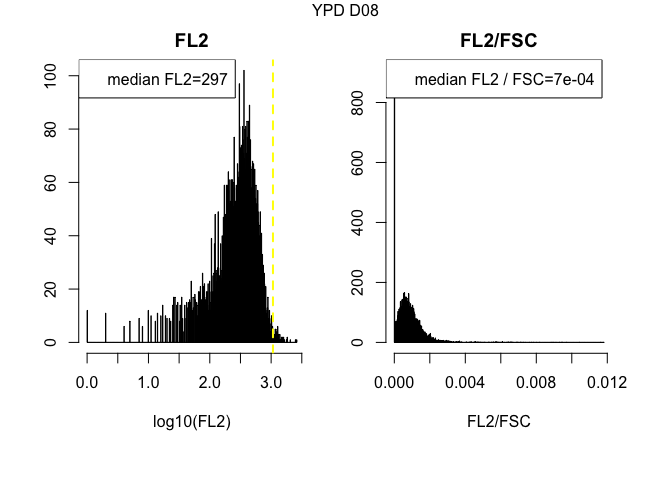 YPD D08
FL2
FL2/FSC
median FL2=297
median FL2 / FSC=7e-04
100
80
60
40
20
0
800
600
400
200
0
0.0 1.0 2.0 3.0
0.000 0.004 0.008 0.012
log10(FL2)
FL2/FSC